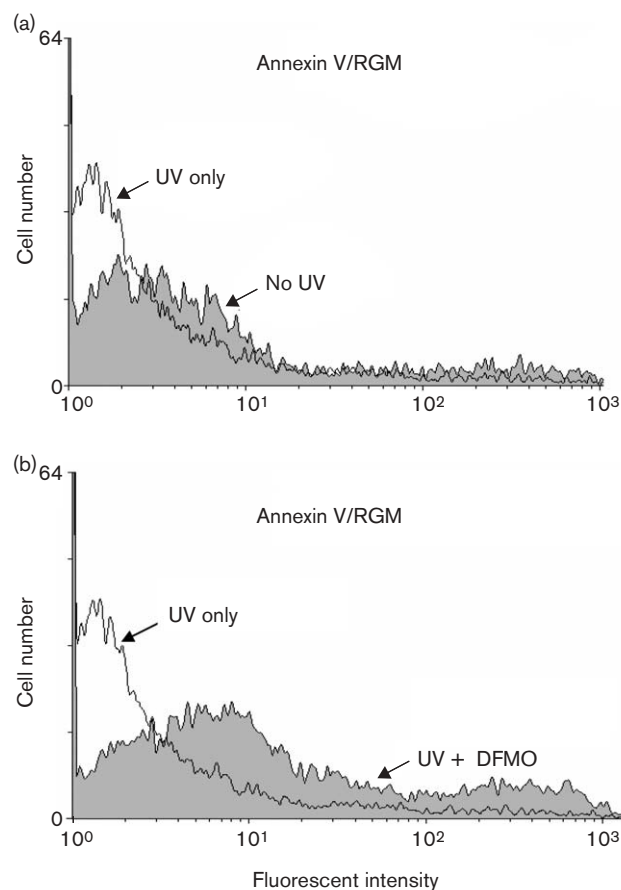 (a)
64
Annexin V/RGM
Cell number
UV only
No UV
0
10⁰ 10¹ 10² 10³
(b)
64
Annexin V/RGM
Cell number
UV only
UV + DFMO
0
10⁰ 10¹ 10² 10³
Fluorescent intensity